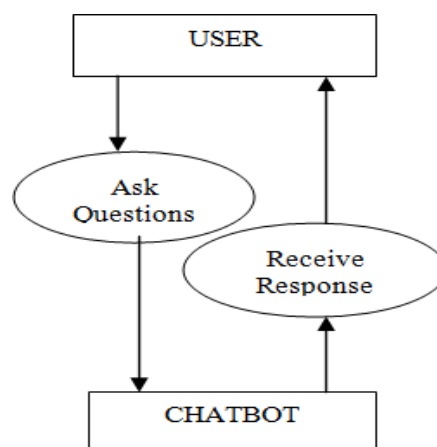 USER
Ask
Questions
Receive
Response
CHATBOT